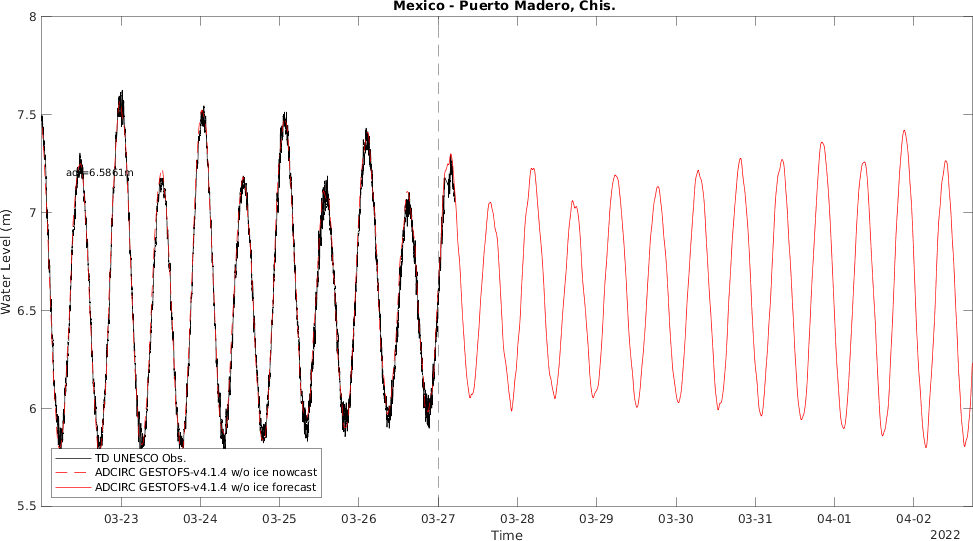 Mexico - Puerto Madero, Chis.
8
7.5
adj=6.5861m
7
Water Level (m)
6.5
6
TD UNESCO Obs.
ADCIRC GESTOFS-v4.1.4 w/o ice nowcast
ADCIRC GESTOFS-v4.1.4 w/o ice forecast
5.5
03-23 03-24 03-25 03-26 03-27 03-28 03-29 03-30 03-31 04-01 04-02
Time
2022